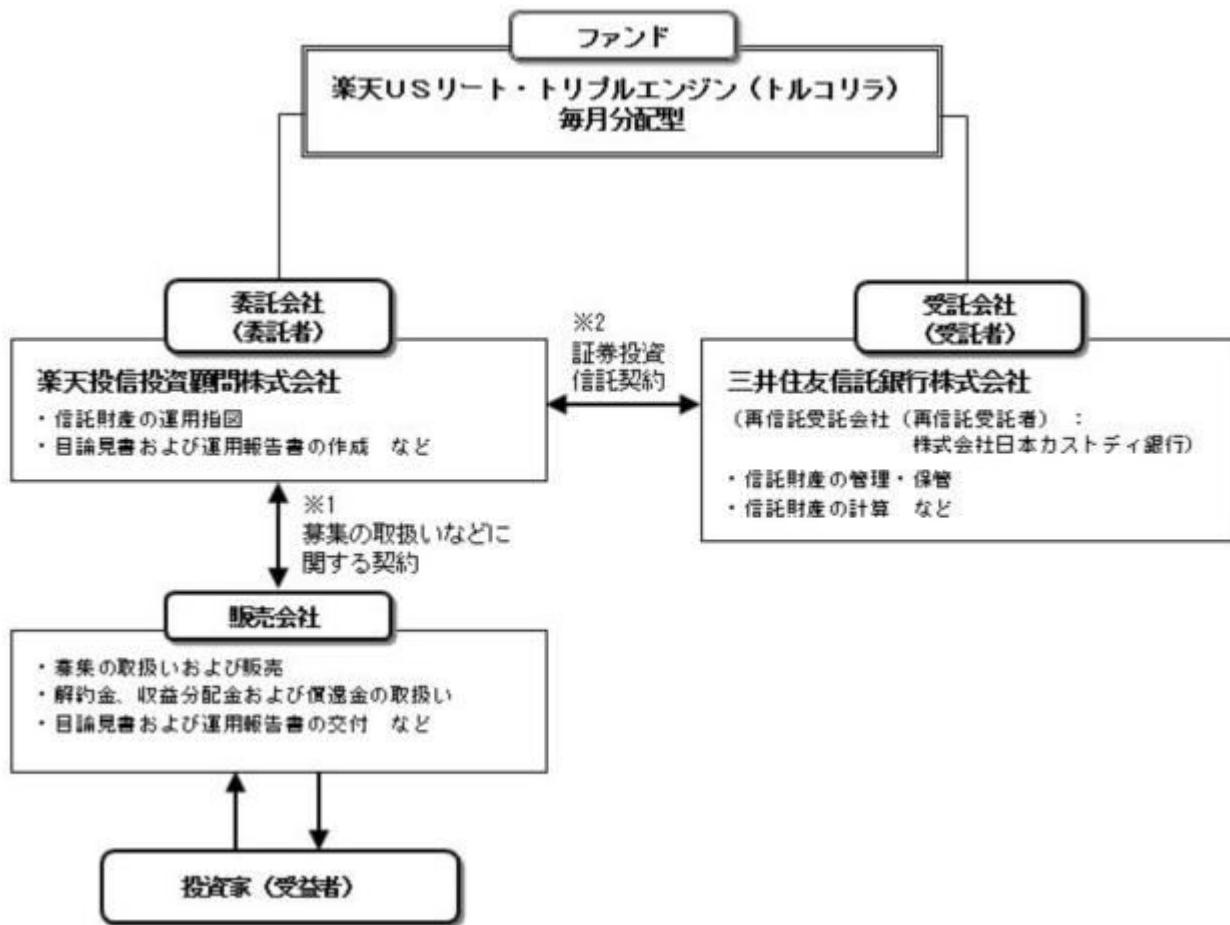 ファンド
楽天USリート・トリプルエンジン(トルコリラ)
毎月分配型
委託会社
(委託者)
楽天投信投資顧問株式会社
・信託財産の運用指図
・目論見書および運用報告書の作成 など
※2
証券投資
信託契約
受託会社
(受託者)
三井住友信託銀行株式会社
(再信託受託会社(再信託受託者) :
株式会社日本カストディ銀行)
・信託財産の管理・保管
・信託財産の計算 など
※1
募集の取扱いなどに
関する契約
販売会社
・募集の取扱いおよび販売
・解約金、収益分配金および償還金の取扱い
・目論見書および運用報告書の交付 など
投資家(受益者)